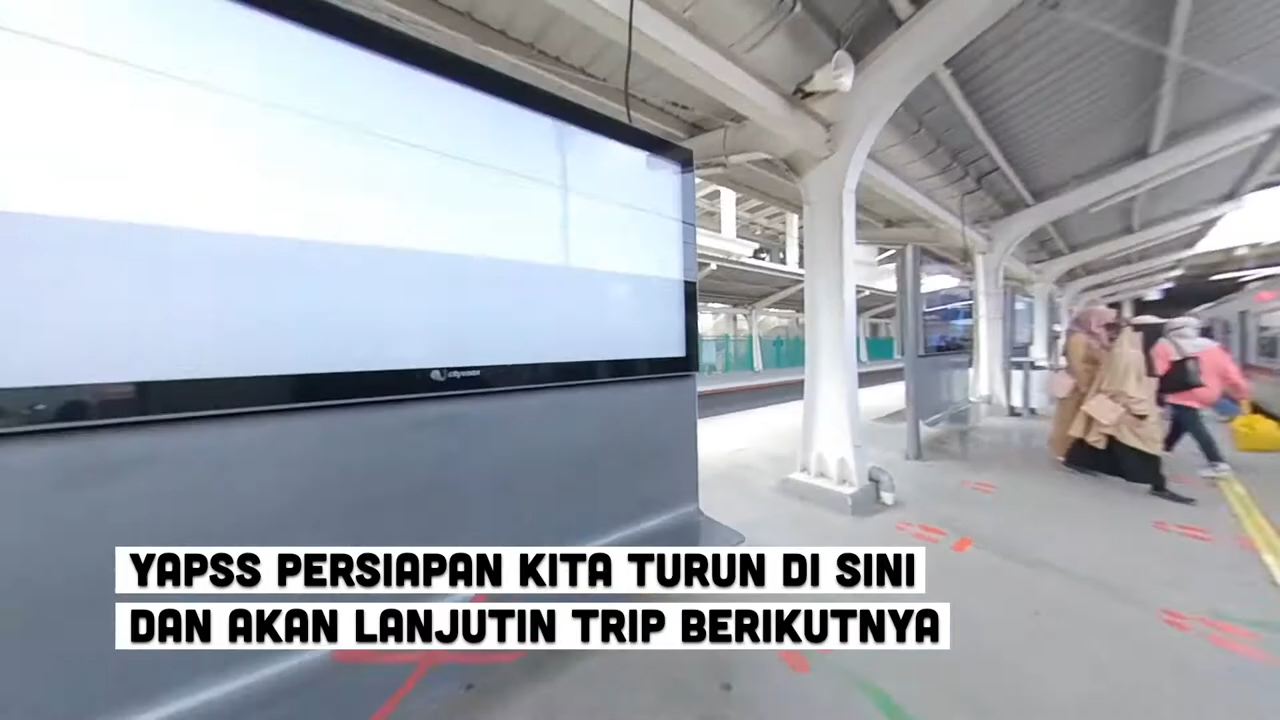 YAPSS PERSIAPAN KITA TURUN DI SINI
DAN AKAN LANJUTIN TRIP BERIKUTNYA